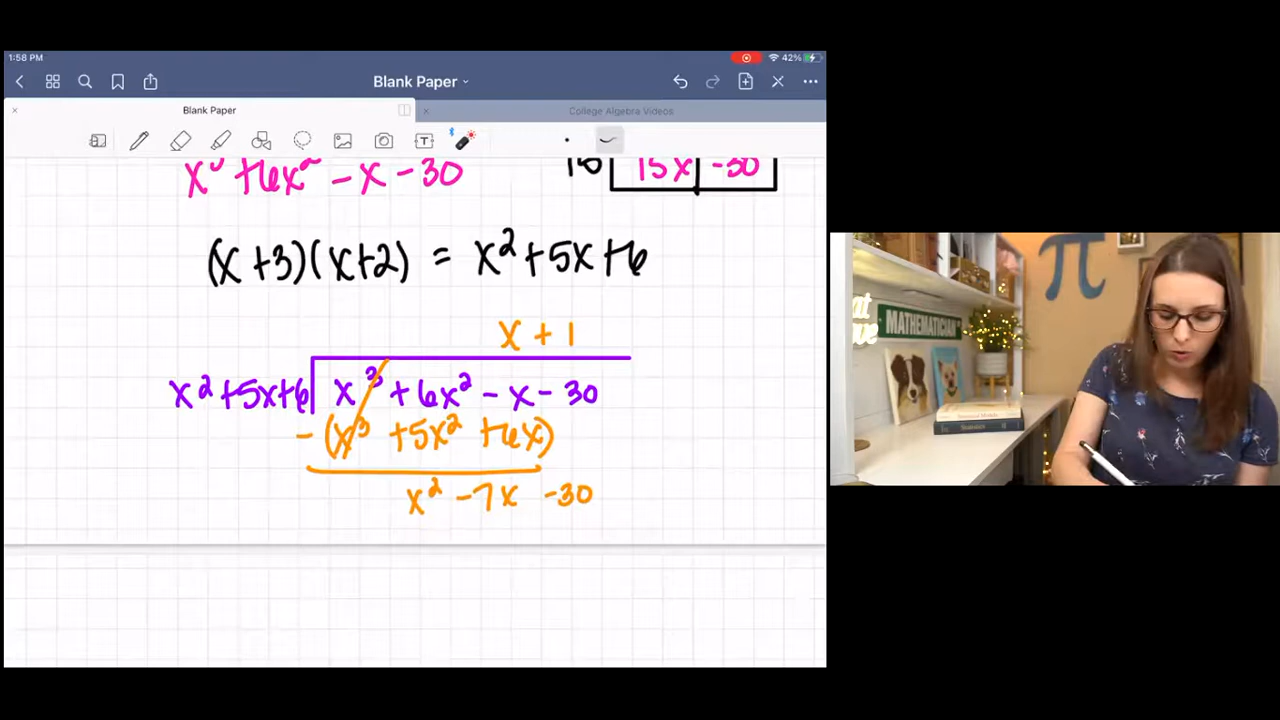 1:58 PM
42%
Blank Paper
Blank Paper
College Algebra Videos
x³ + 6x² - x - 30
15x -30
(x+3)(x+2) = x² + 5x + 6
x + 1
x² + 5x + 6 x³ + 6x² - x - 30
- (x³ + 5x² + 6x)
x² - 7x - 30
MATHEMATICIAN
π